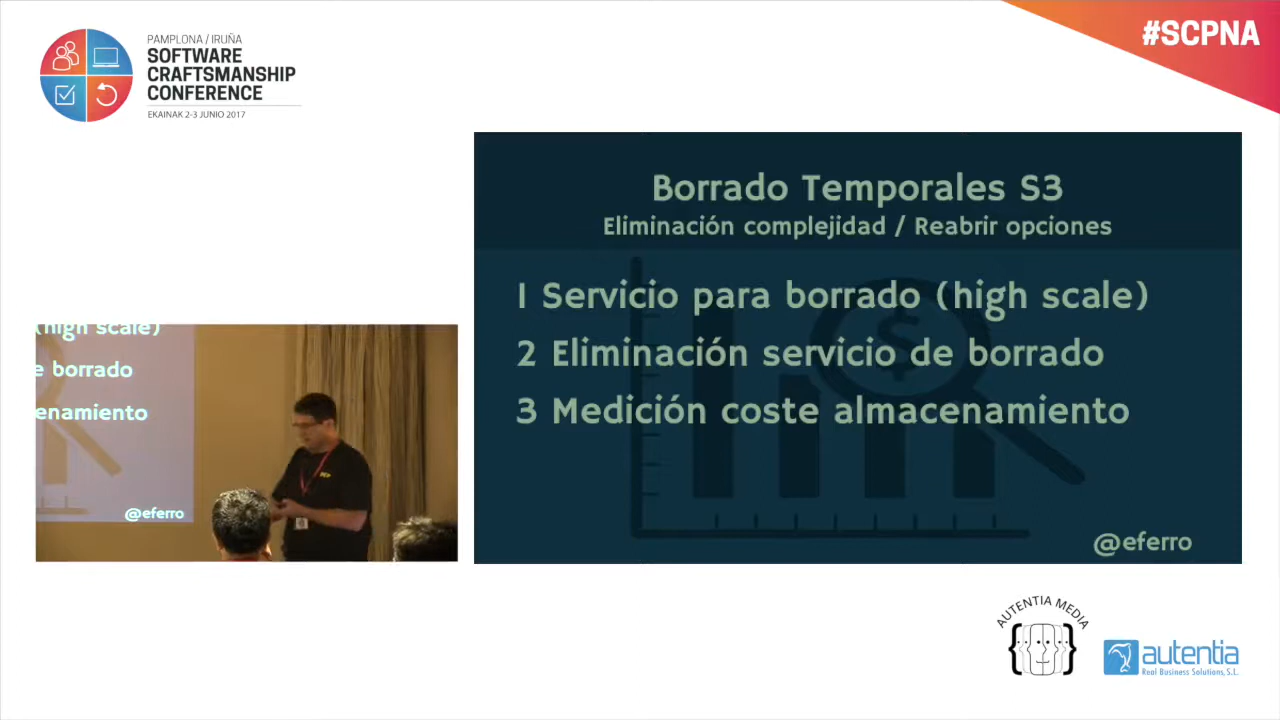 PAMPLONA / IRUÑA
SOFTWARE
CRAFTSMANSHIP
CONFERENCE
EKAINAK 2-3 JUNIO 2017
#SCPNA
Borrado Temporales S3
Eliminación complejidad / Reabrir opciones
1 Servicio para borrado (high scale)
2 Eliminación servicio de borrado
3 Medición coste almacenamiento
@eferro
(high scale)
e borrado
enamiento
@eferro
AUTENTIA MEDIA
autentia
Real Business Solutions, S.L.